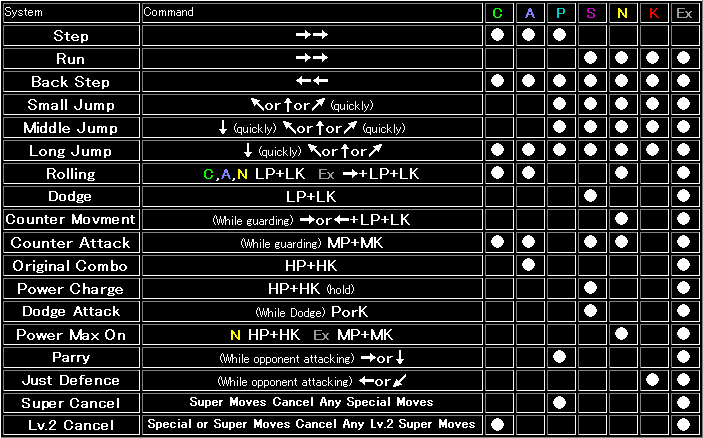 System Command C A P S N K Ex
Step →→ ● ● ●
Run →→ ● ● ● ●
Back Step ←← ● ● ● ● ● ● ●
Small Jump ↖or↑or↗ (quickly) ● ● ● ● ●
Middle Jump ↓ (quickly) ↖or↑or↗ (quickly) ● ● ● ● ●
Long Jump ↓ (quickly) ↖or↑or↗ ● ● ● ● ● ● ●
Rolling C,A,N LP+LK Ex →+LP+LK ● ● ● ●
Dodge LP+LK ● ●
Counter Movment (While guarding) →or←+LP+LK ● ●
Counter Attack (While guarding) MP+MK ● ● ● ● ●
Original Combo HP+HK ● ●
Power Charge HP+HK (hold) ● ●
Dodge Attack (While Dodge) PorK ● ●
Power Max On N HP+HK Ex MP+MK ● ●
Parry (While opponent attacking) →or↓ ● ●
Just Defence (While opponent attacking) ←or↙ ● ●
Super Cancel Super Moves Cancel Any Special Moves ● ●
Lv.2 Cancel Special or Super Moves Cancel Any Lv.2 Super Moves ● ●